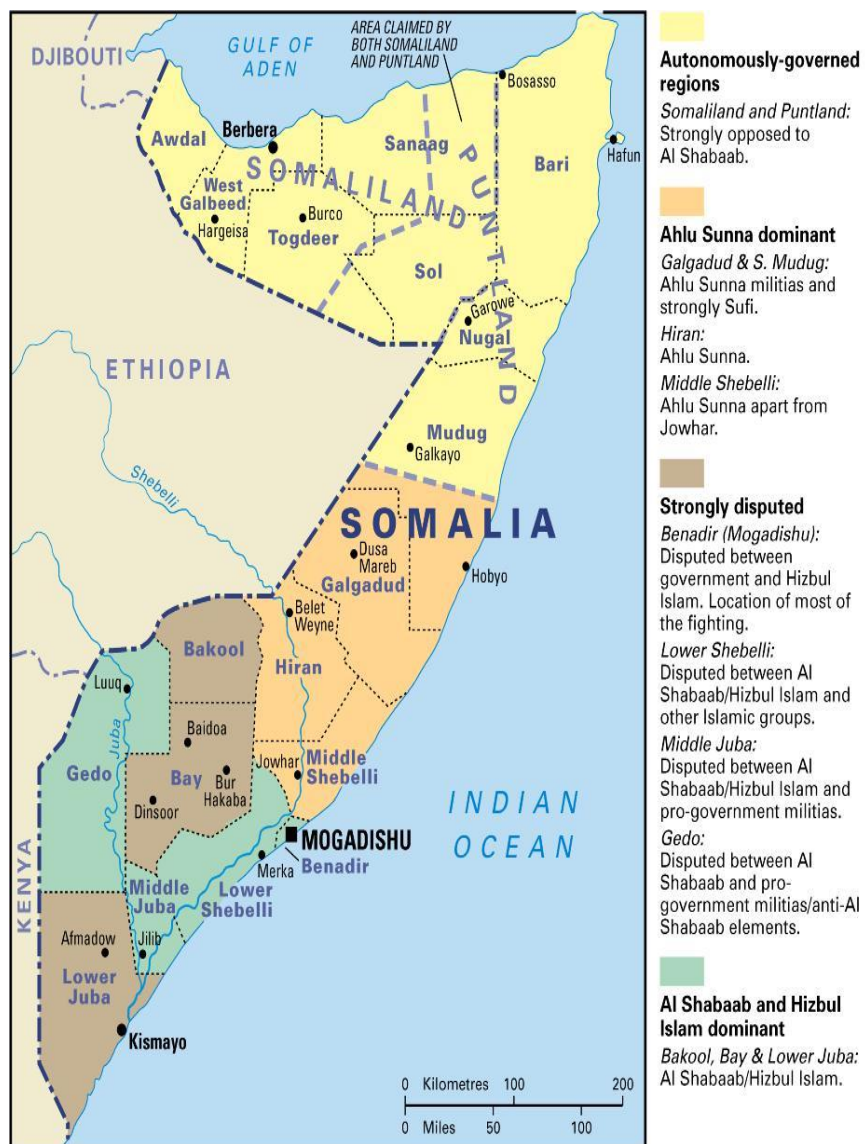 DJIBOUTI
GULF OF
ADEN
AREA CLAIMED BY
BOTH SOMALILAND
AND PUNTLAND
Bosasso
Awdal
Berbera
Sanaag
Bari
Hafun
SOMALILAND
PUNTLAND
West
Galbeed
Hargeisa
Burco
Togdeer
Sol
Garowe
Nugal
ETHIOPIA
Mudug
Galkayo
Shebelli
SOMALIA
Dusa
Mareb
Galgadud
Hobyo
Belet
Weyne
Bakool
Hiran
Luuq
Juba
Baidoa
Gedo
Bay
Bur
Hakaba
Dinsoor
Jowhar
Middle
Shebelli
INDIAN
OCEAN
MOGADISHU
Benadir
Merka
Lower
Shebelli
KENYA
Middle
Juba
Afmadow
Jilib
Lower
Juba
Kismayo
0 Kilometres 100 200
0 Miles 50 100
Autonomously-governed
regions
Somaliland and Puntland:
Strongly opposed to
Al Shabaab.
Ahlu Sunna dominant
Galgadud & S. Mudug:
Ahlu Sunna militias and
strongly Sufi.
Hiran:
Ahlu Sunna.
Middle Shebelli:
Ahlu Sunna apart from
Jowhar.
Strongly disputed
Benadir (Mogadishu):
Disputed between
government and Hizbul
Islam. Location of most of
the fighting.
Lower Shebelli:
Disputed between Al
Shabaab/Hizbul Islam and
other Islamic groups.
Middle Juba:
Disputed between Al
Shabaab/Hizbul Islam and
pro-government militias.
Gedo:
Disputed between Al
Shabaab and pro-
government militias/anti-Al
Shabaab elements.
Al Shabaab and Hizbul
Islam dominant
Bakool, Bay & Lower Juba:
Al Shabaab/Hizbul Islam.